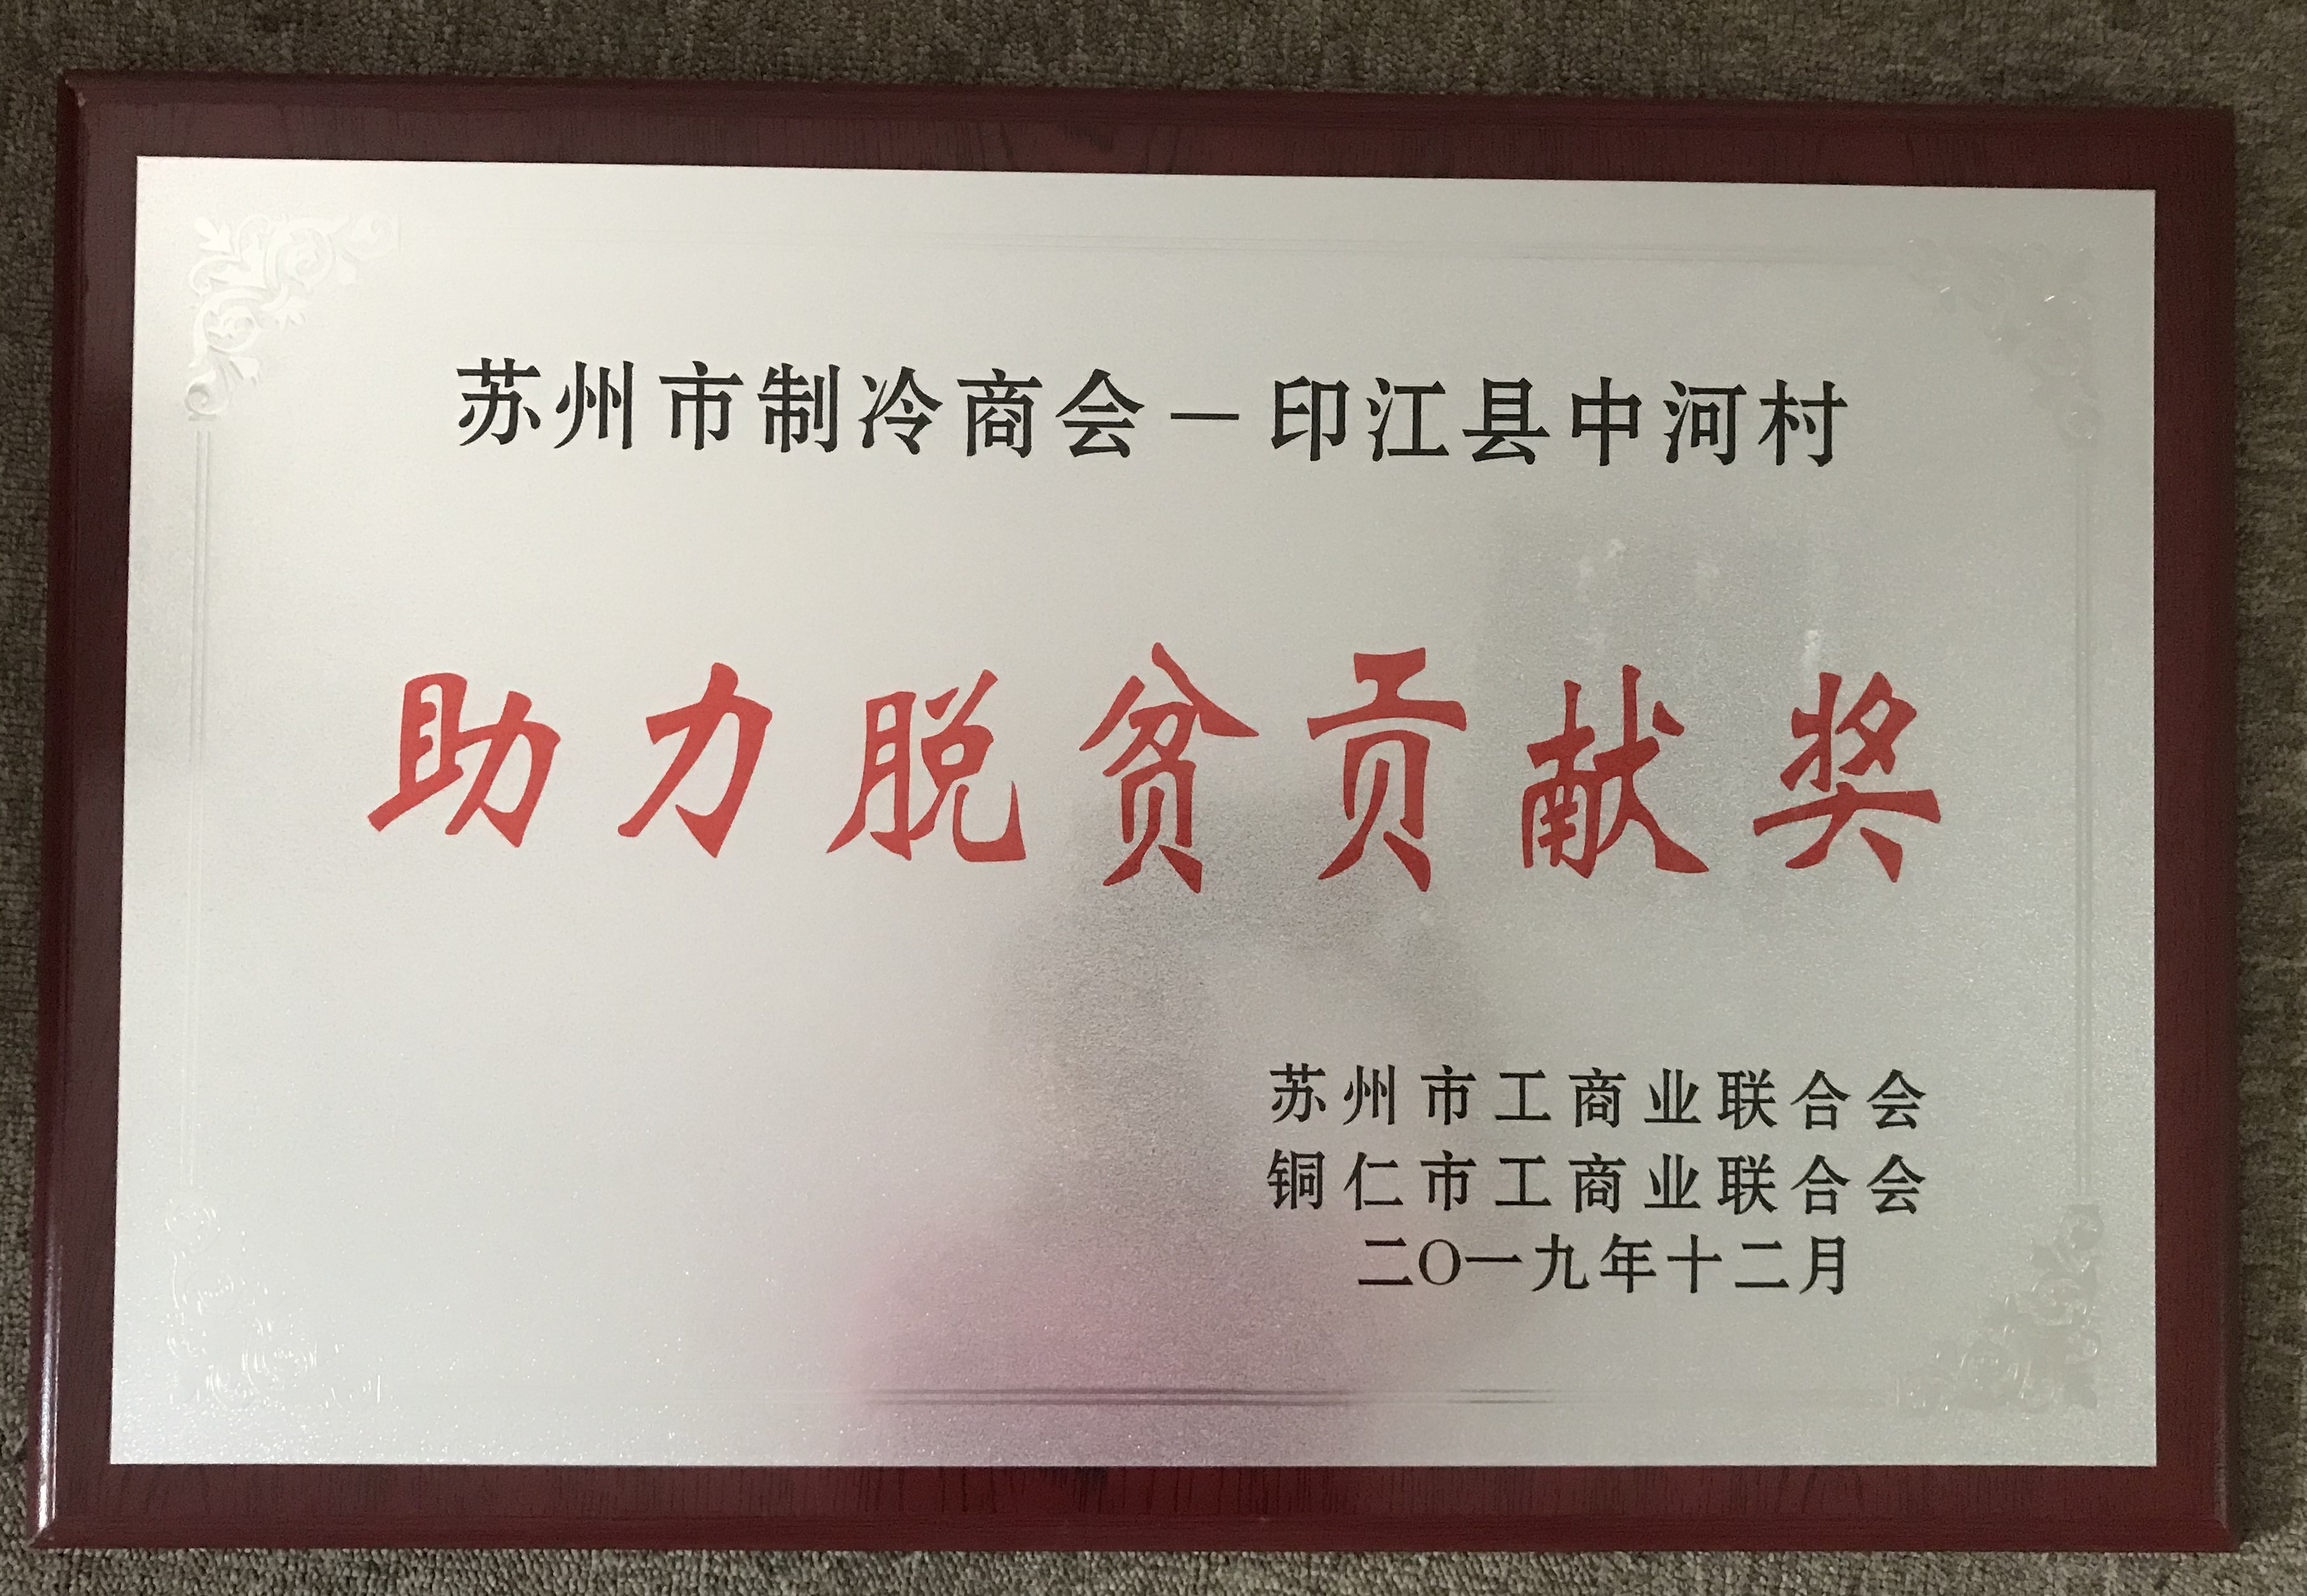 苏州市制冷商会－印江县中河村
助力脱贫贡献奖
苏州市工商业联合会
铜仁市工商业联合会
二〇一九年十二月